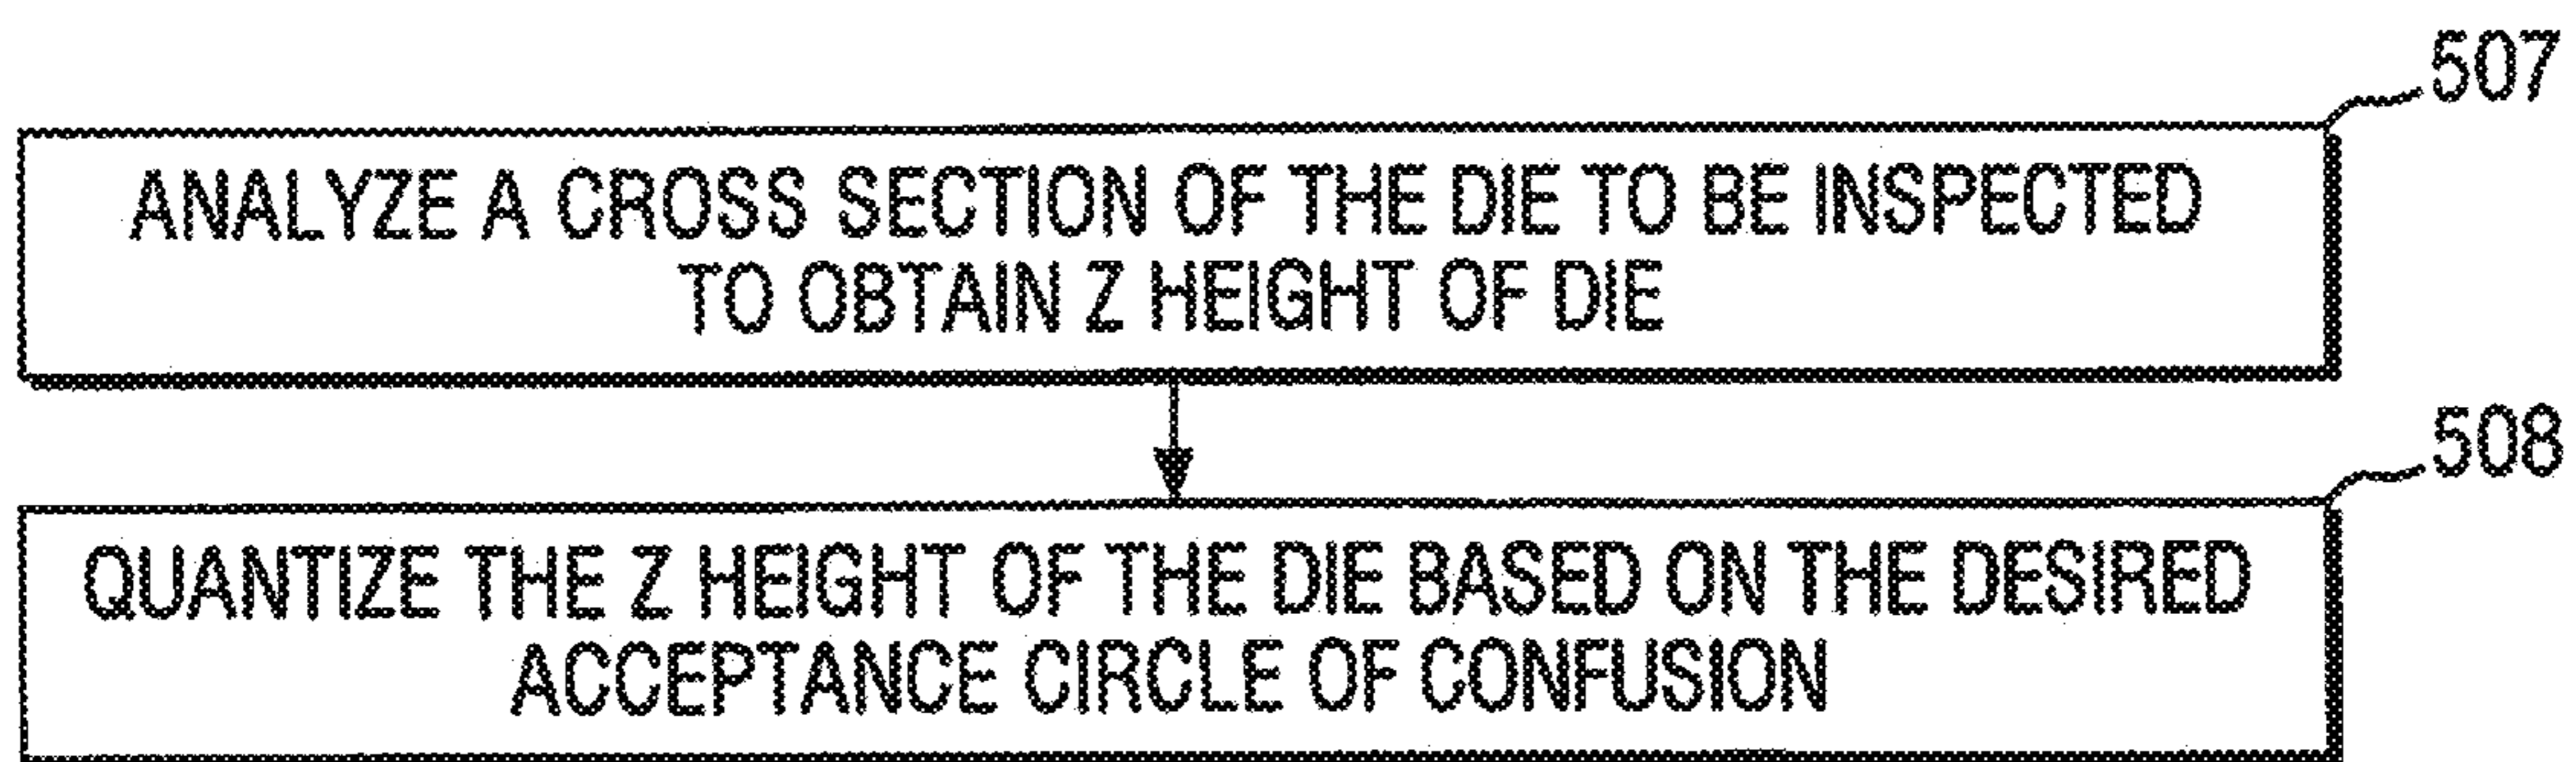 507
ANALYZE A CROSS SECTION OF THE DIE TO BE INSPECTED
TO OBTAIN Z HEIGHT OF DIE
508
QUANTIZE THE Z HEIGHT OF THE DIE BASED ON THE DESIRED
ACCEPTANCE CIRCLE OF CONFUSION